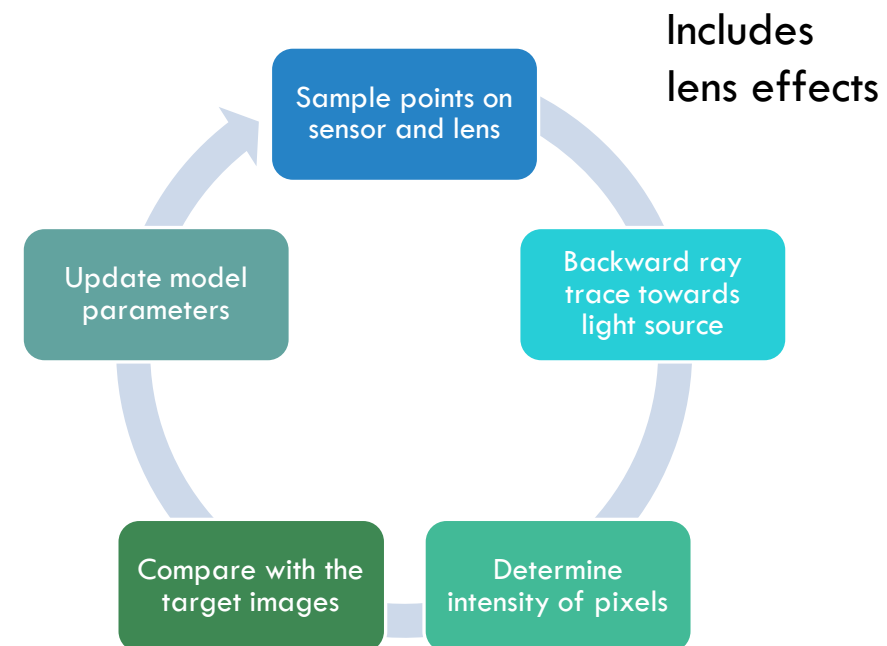 Includes
lens effects
Sample points on
sensor and lens
Backward ray
trace towards
light source
Determine
intensity of pixels
Compare with the
target images
Update model
parameters